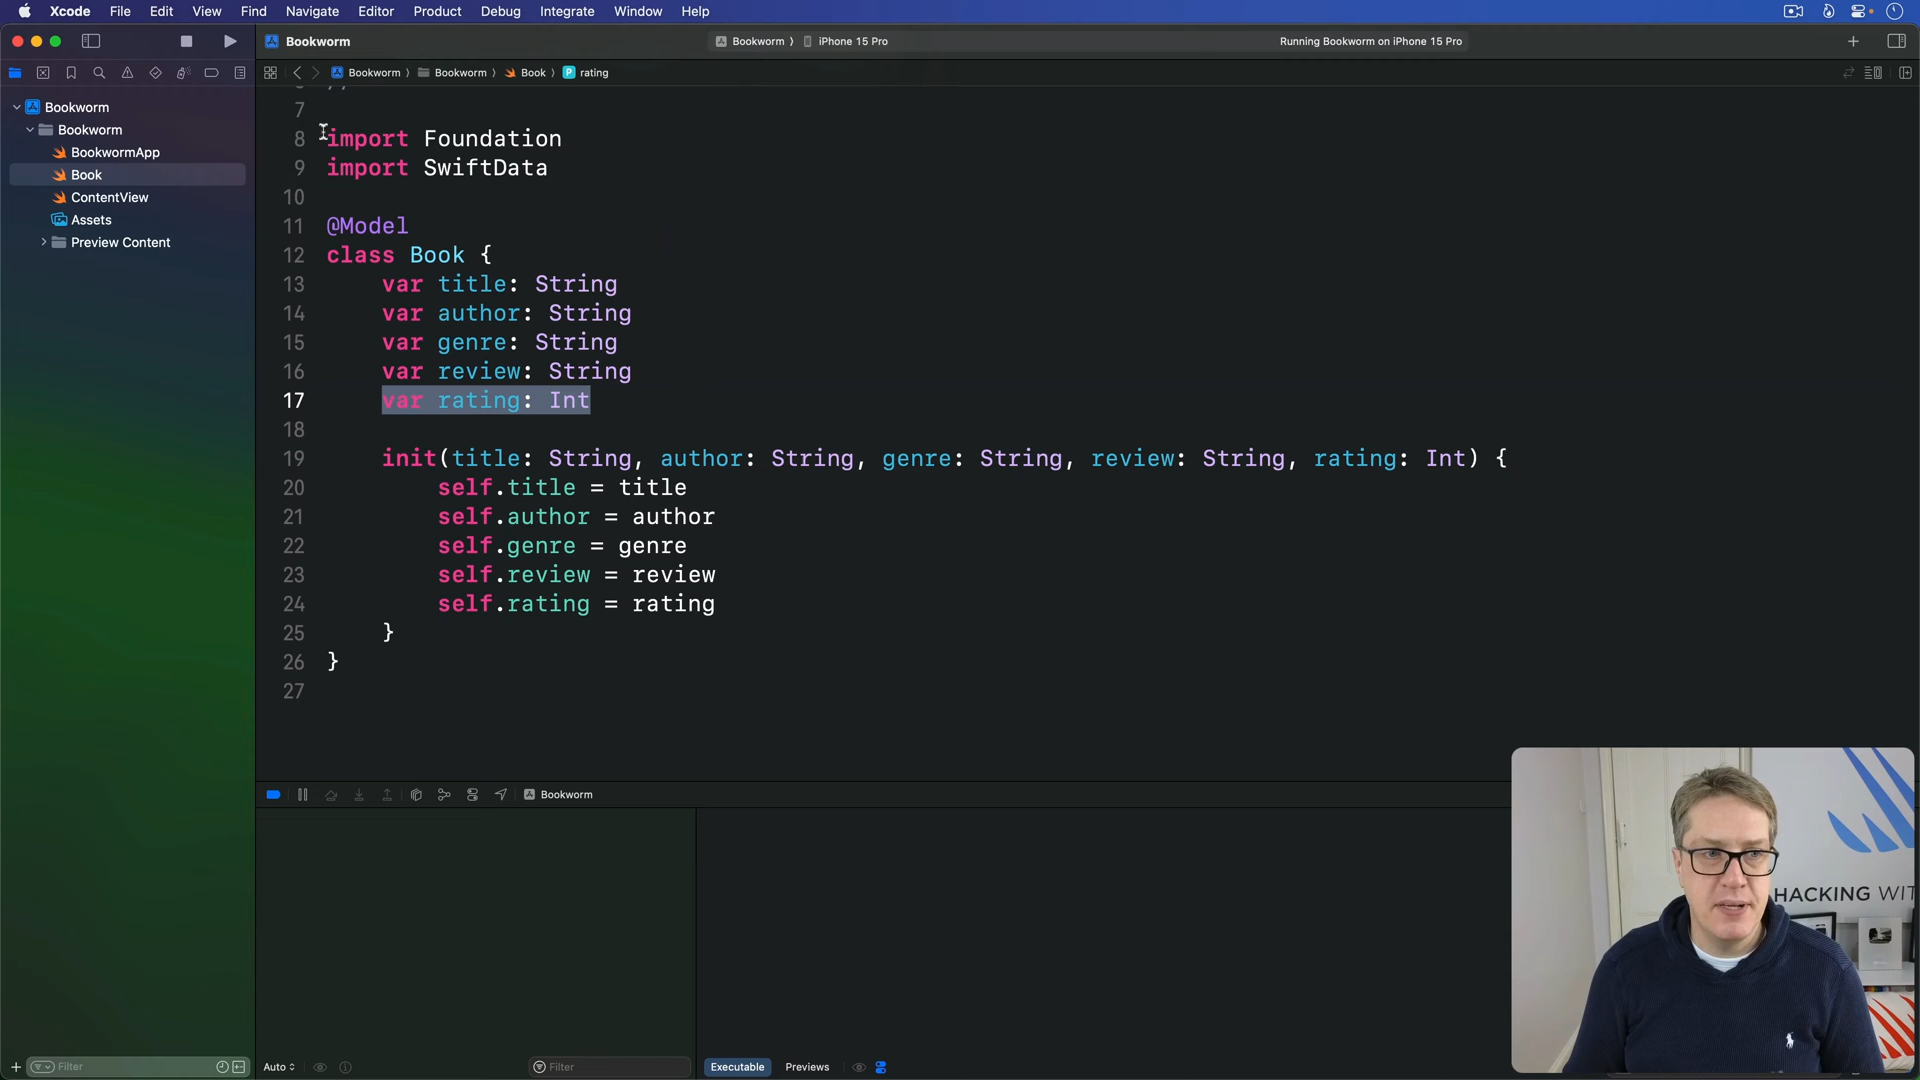 Xcode File Edit View Find Navigate Editor Product Debug Integrate Window Help
Bookworm
Bookworm 〉 iPhone 15 Pro
Running Bookworm on iPhone 15 Pro
Bookworm 〉 Bookworm 〉 Book 〉 P rating
Bookworm
Bookworm
BookwormApp
Book
ContentView
Assets
Preview Content
7
8 import Foundation
9 import SwiftData
10
11 @Model
12 class Book {
13 var title: String
14 var author: String
15 var genre: String
16 var review: String
17 var rating: Int
18
19 init(title: String, author: String, genre: String, review: String, rating: Int) {
20 self.title = title
21 self.author = author
22 self.genre = genre
23 self.review = review
24 self.rating = rating
25 }
26 }
27
Bookworm
HACKING WIT
Filter
Auto
Filter
Executable Previews